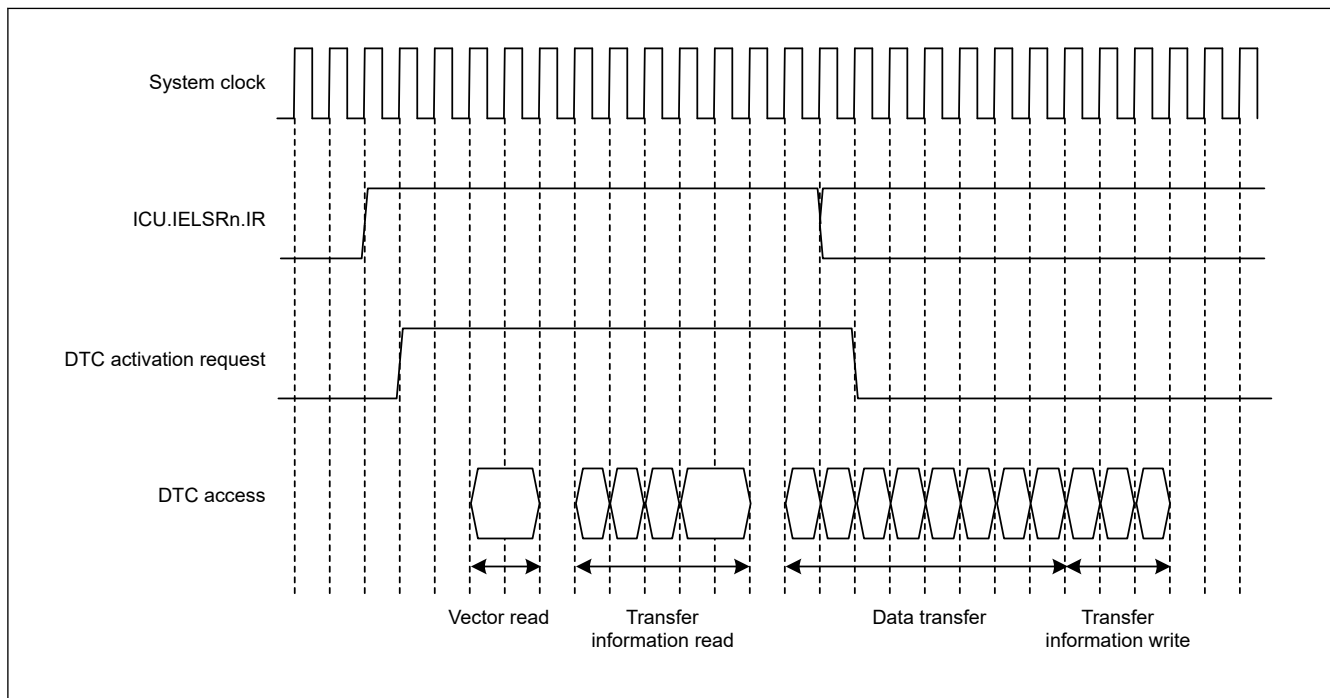 System clock
ICU.IELSRn.IR
DTC activation request
DTC access
Vector read
Transfer
information read
Data transfer
Transfer
information write